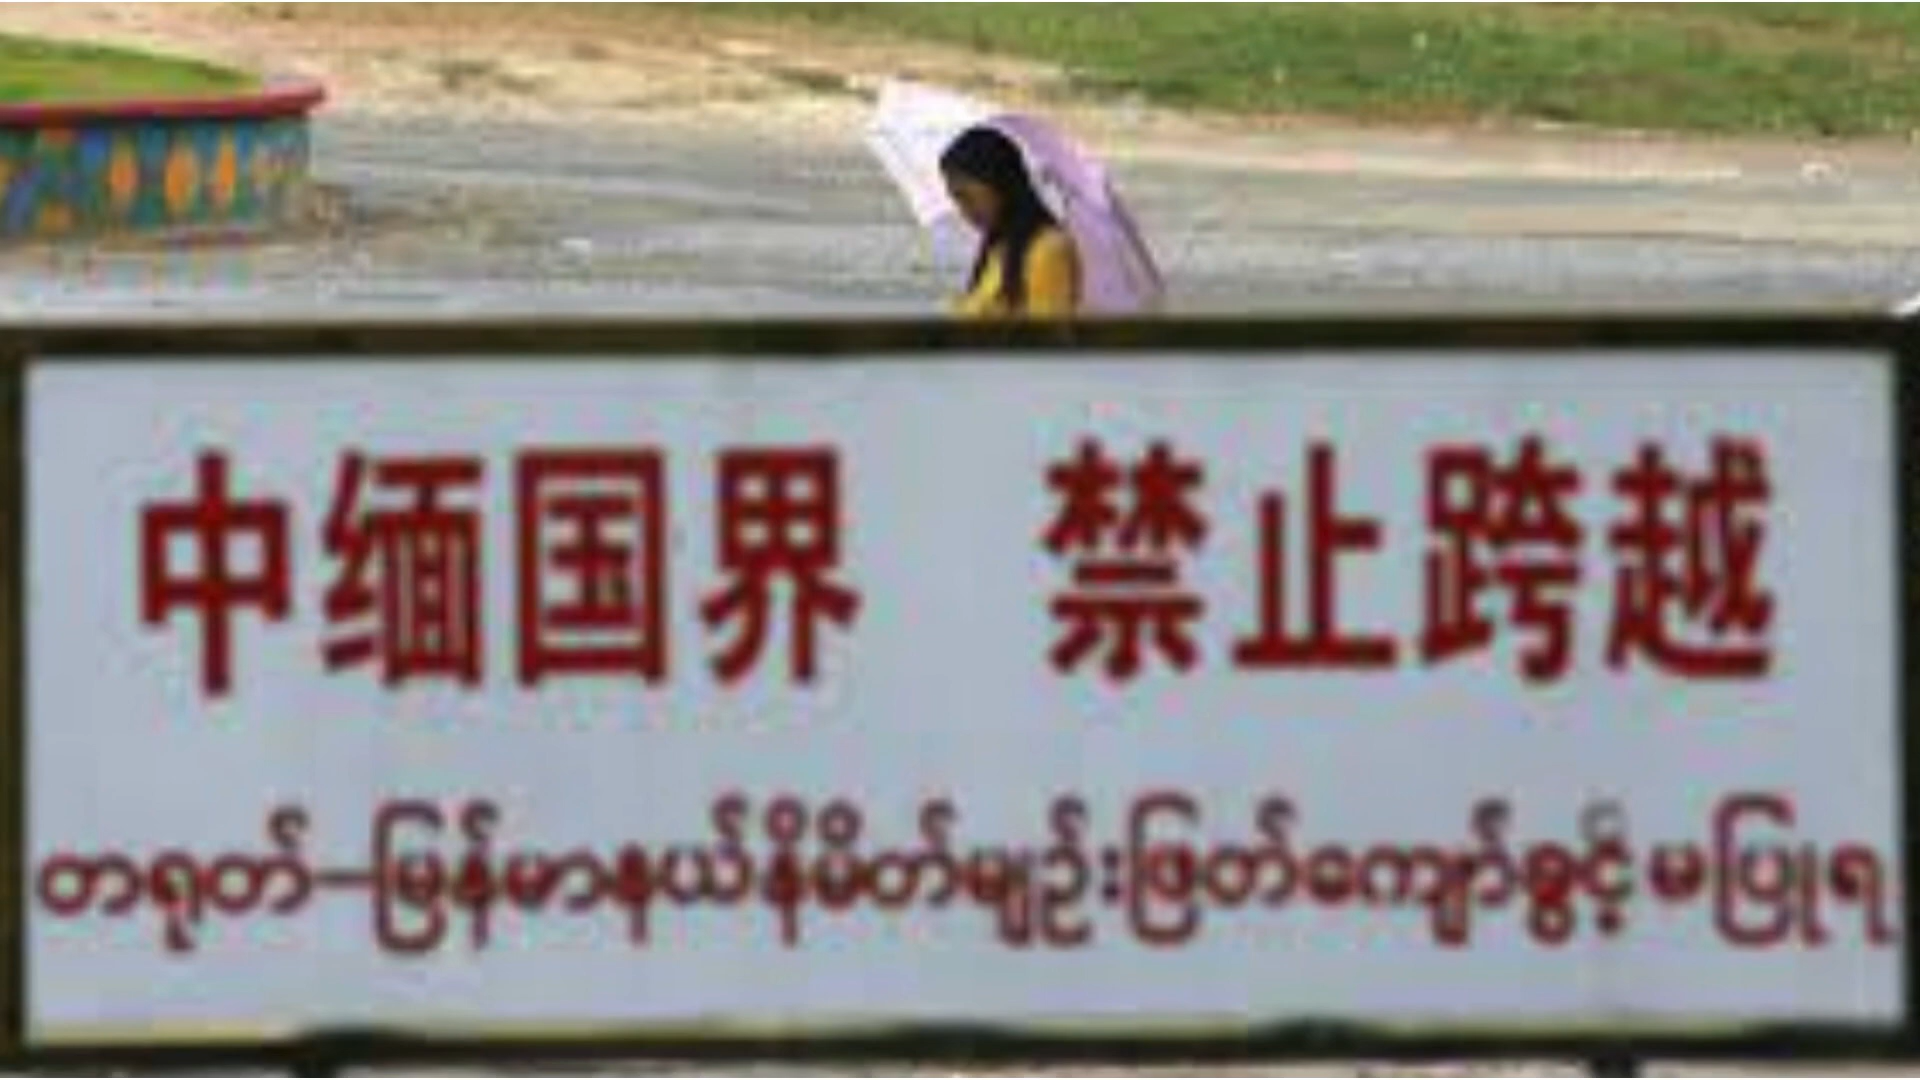 中缅国界 禁止跨越
တရုတ်–မြန်မာနယ်နိမိတ်မျဉ်းဖြတ်ကျော်ခွင့်မပြုရ